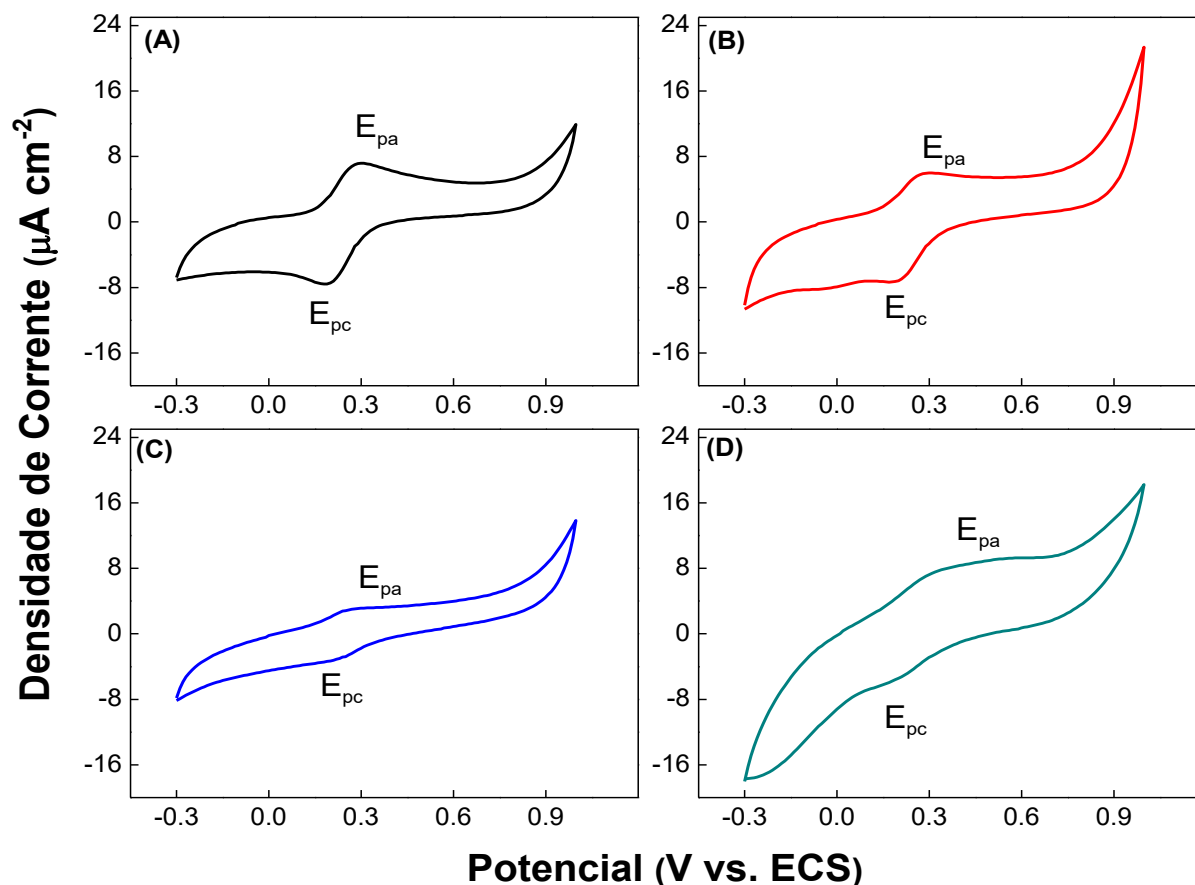 Densidade de Corrente (μA cm-2)
(A)
24
16
8
0
-8
-16
-0.3 0.0 0.3 0.6 0.9
Epa
Epc
(B)
24
16
8
0
-8
-16
-0.3 0.0 0.3 0.6 0.9
Epa
Epc
(C)
24
16
8
0
-8
-16
-0.3 0.0 0.3 0.6 0.9
Epa
Epc
(D)
24
16
8
0
-8
-16
-0.3 0.0 0.3 0.6 0.9
Epa
Epc
Potencial (V vs. ECS)